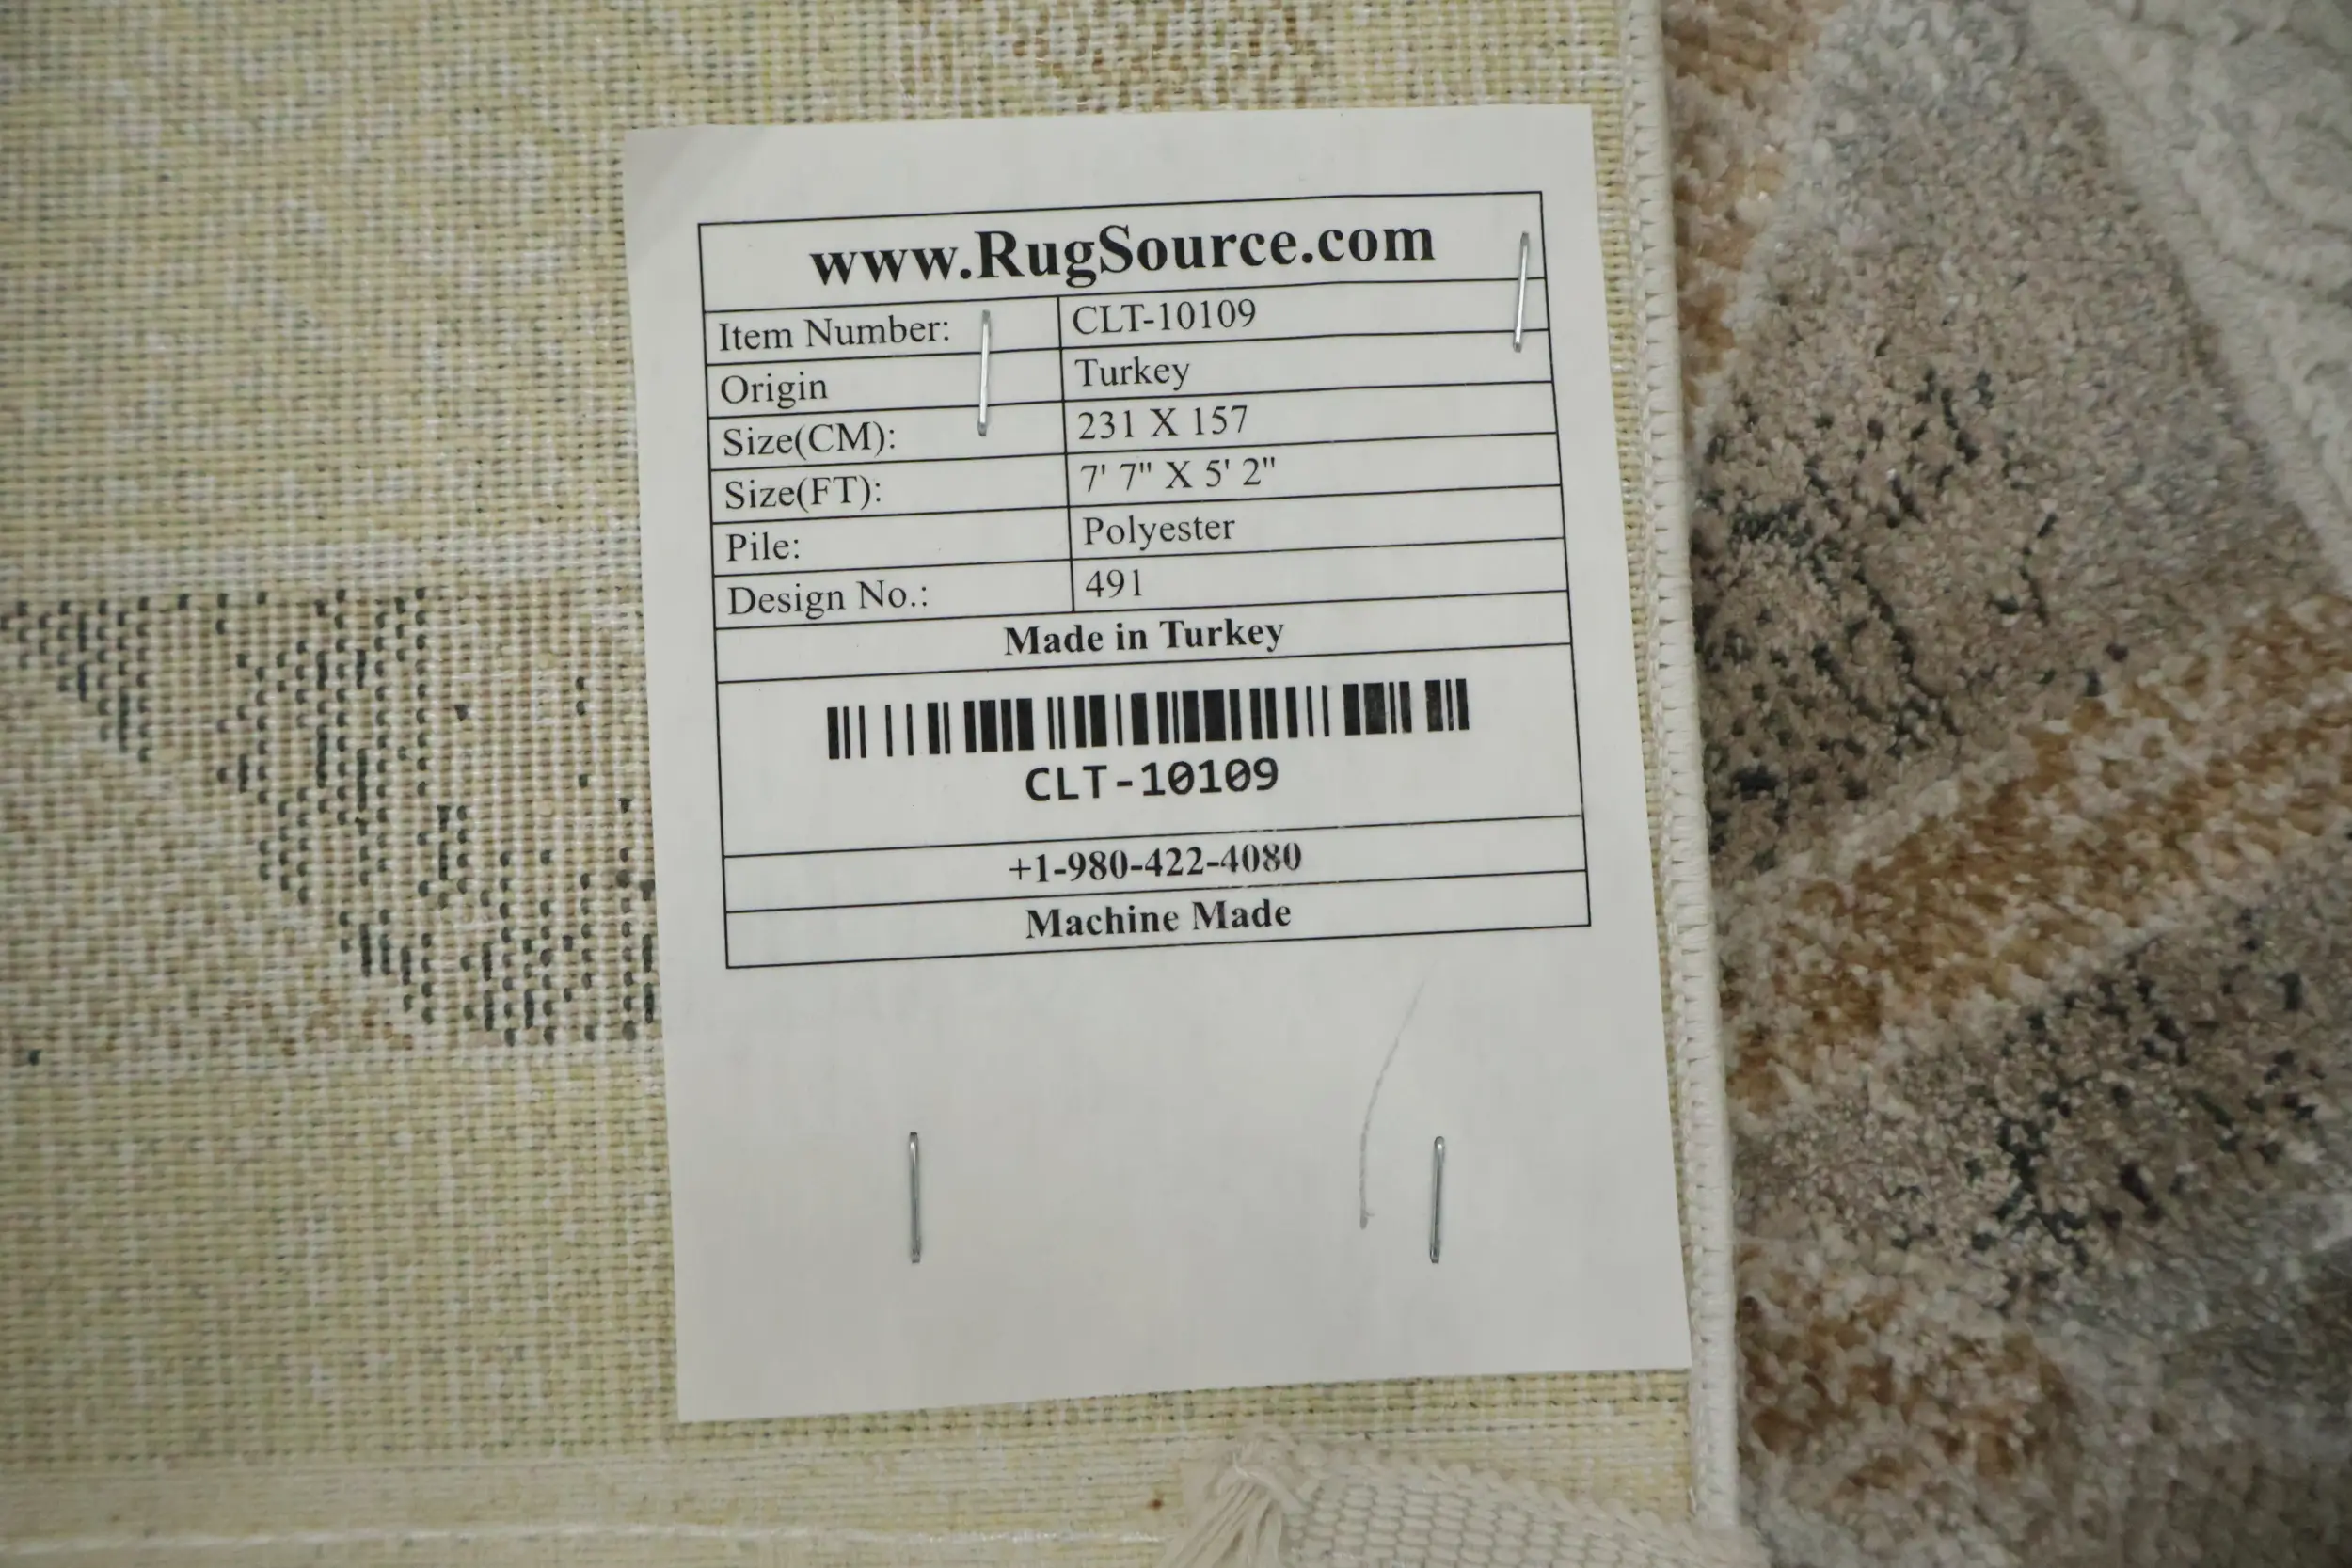 www.RugSource.com
Item Number: CLT-10109
Origin Turkey
Size(CM): 231 X 157
Size(FT): 7' 7" X 5' 2"
Pile: Polyester
Design No.: 491
Made in Turkey
CLT-10109
+1-980-422-4080
Machine Made